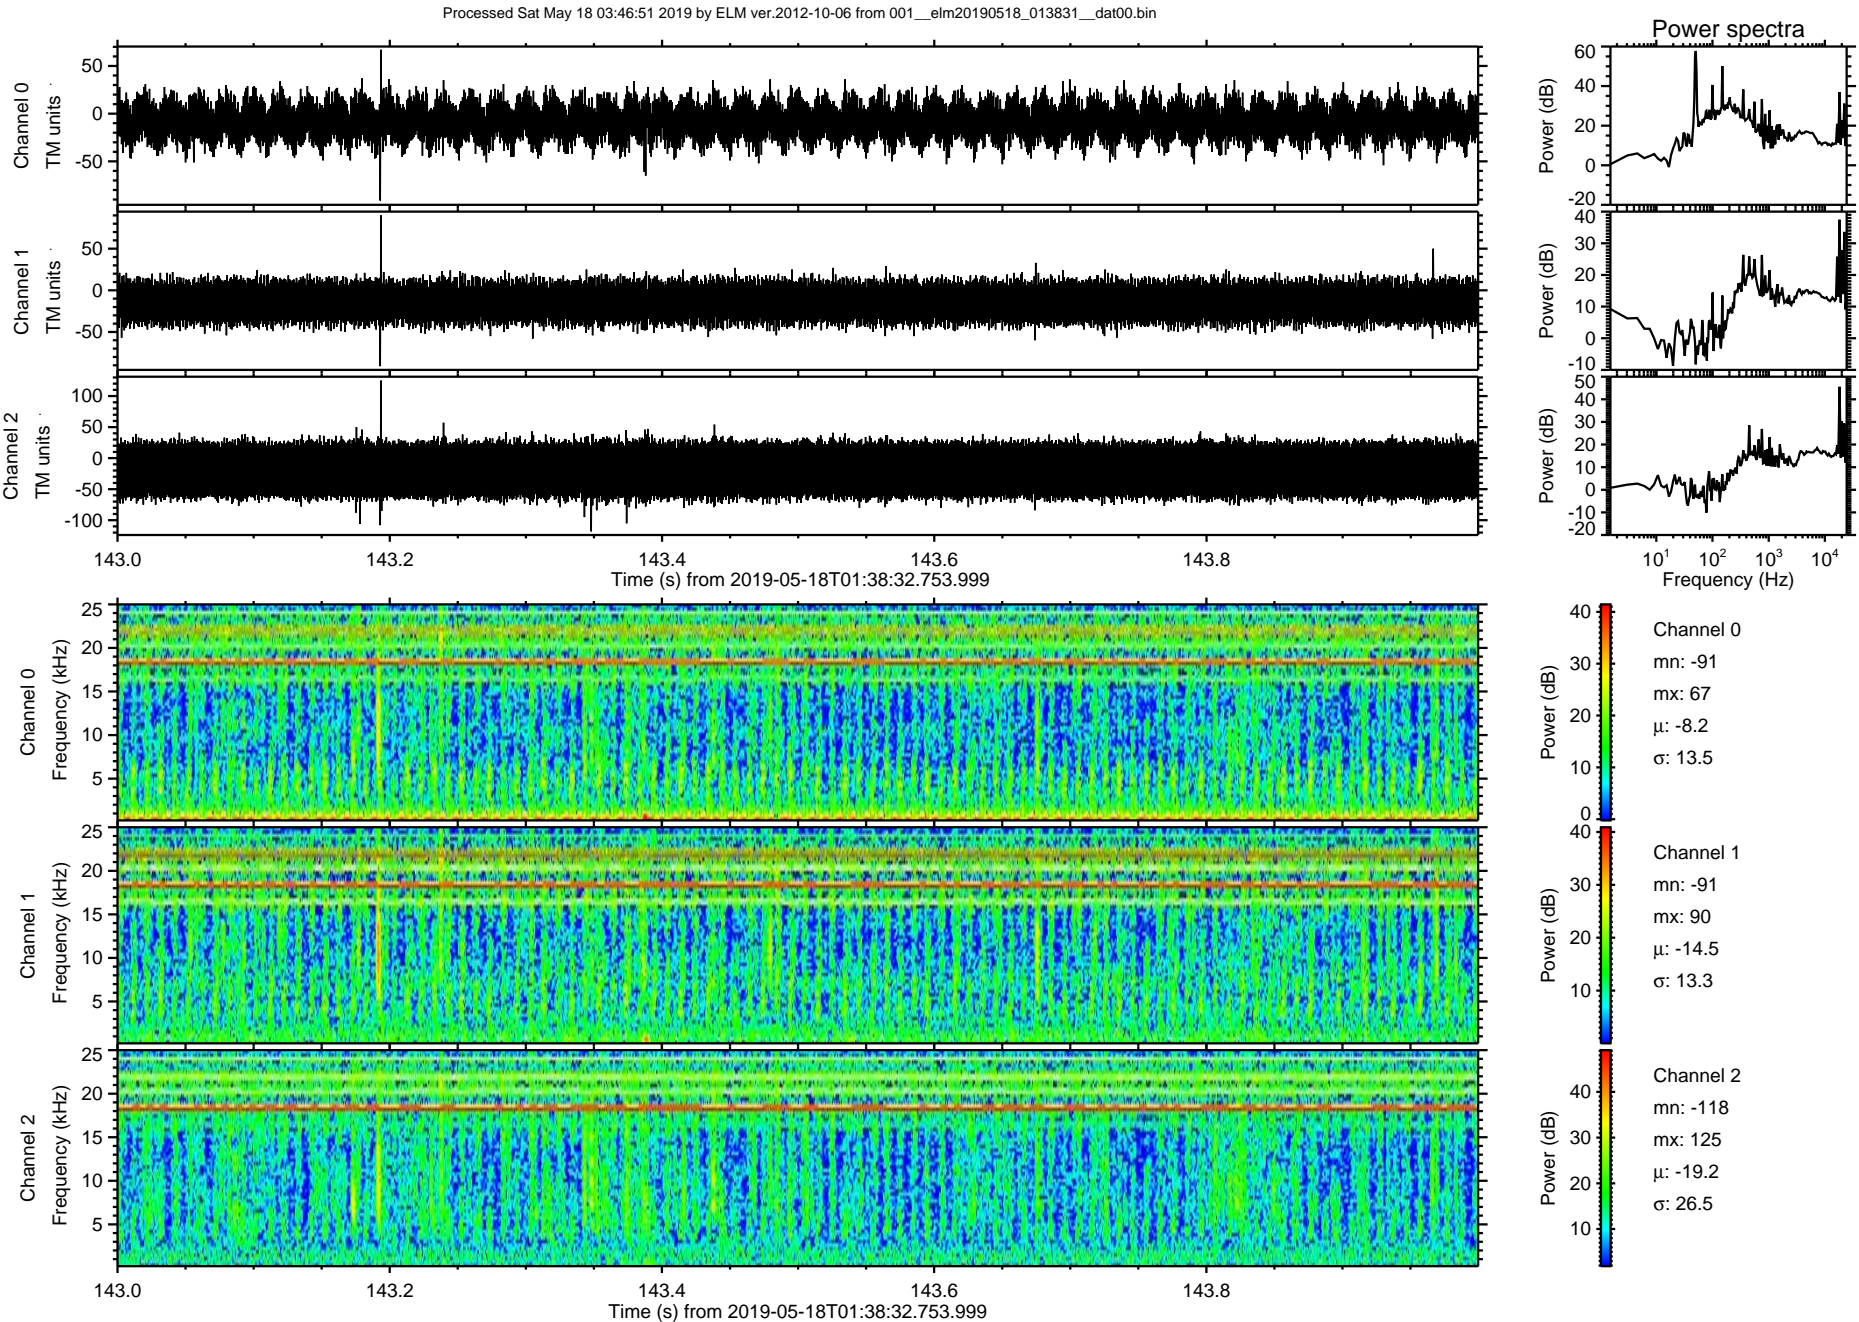 Processed Sat May 18 03:46:51 2019 by ELM ver.2012-10-06 from 001__elm20190518_013831__dat00.bin
Power spectra
Channel 0
TM units
50
0
-50
Power (dB)
60
40
20
0
-20
Channel 1
TM units
50
0
-50
Power (dB)
40
30
20
10
0
-10
Channel 2
TM units
100
50
0
-50
-100
Power (dB)
50
40
30
20
10
0
-10
-20
143.0 143.2 143.4 143.6 143.8
Time (s) from 2019-05-18T01:38:32.753.999
10¹ 10² 10³ 10⁴
Frequency (Hz)
Channel 0
Frequency (kHz)
25
20
15
10
5
Power (dB)
40
30
20
10
0
Channel 0
mn: -91
mx: 67
µ: -8.2
σ: 13.5
Channel 1
Frequency (kHz)
25
20
15
10
5
Power (dB)
40
30
20
10
Channel 1
mn: -91
mx: 90
µ: -14.5
σ: 13.3
Channel 2
Frequency (kHz)
25
20
15
10
5
Power (dB)
40
30
20
10
Channel 2
mn: -118
mx: 125
µ: -19.2
σ: 26.5
143.0 143.2 143.4 143.6 143.8
Time (s) from 2019-05-18T01:38:32.753.999